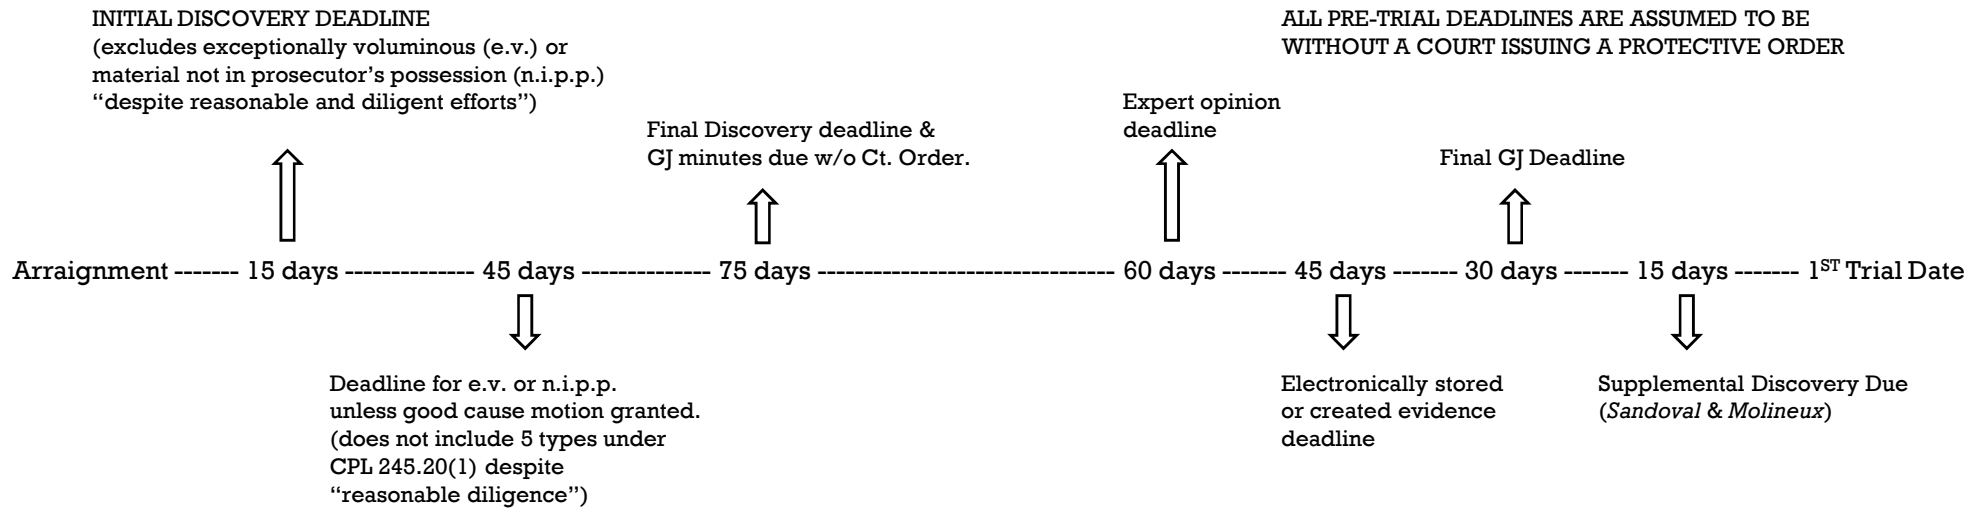 INITIAL DISCOVERY DEADLINE
(excludes exceptionally voluminous (e.v.) or
material not in prosecutor’s possession (n.i.p.p.)
“despite reasonable and diligent efforts”)
ALL PRE-TRIAL DEADLINES ARE ASSUMED TO BE
WITHOUT A COURT ISSUING A PROTECTIVE ORDER
Final Discovery deadline &
GJ minutes due w/o Ct. Order.
Expert opinion
deadline
Final GJ Deadline
Arraignment ------- 15 days -------------- 45 days -------------- 75 days -------------------------------- 60 days ------- 45 days ------- 30 days ------- 15 days ------- 1ST Trial Date
Deadline for e.v. or n.i.p.p.
unless good cause motion granted.
(does not include 5 types under
CPL 245.20(1) despite
“reasonable diligence”)
Electronically stored
or created evidence
deadline
Supplemental Discovery Due
(Sandoval & Molineux)